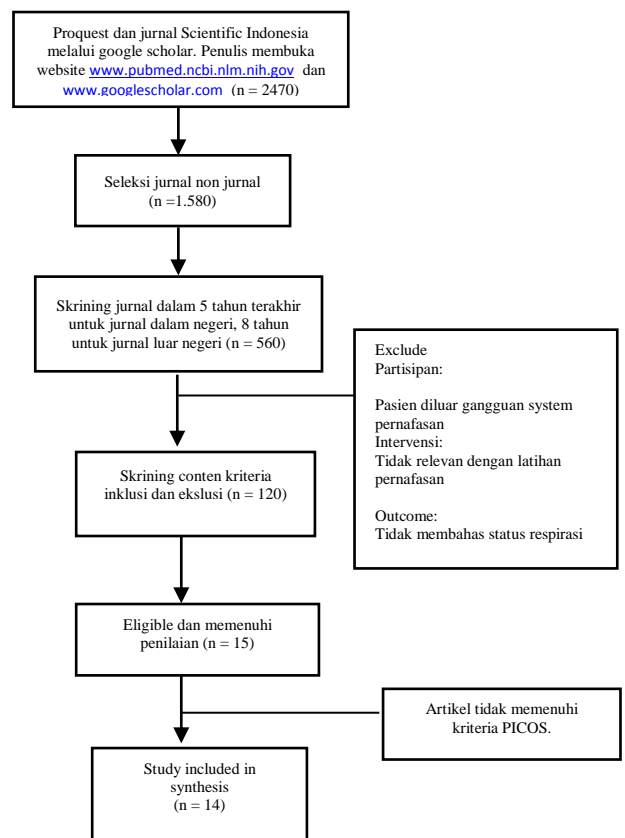 Proquest dan jurnal Scientific Indonesia
melalui google scholar. Penulis membuka
website www.pubmed.ncbi.nlm.nih.gov dan
www.googlescholar.com (n = 2470)
Seleksi jurnal non jurnal
(n =1.580)
Skrining jurnal dalam 5 tahun terakhir
untuk jurnal dalam negeri, 8 tahun
untuk jurnal luar negeri (n = 560)
Exclude
Partisipan:
Pasien diluar gangguan system
pernafasan
Intervensi:
Tidak relevan dengan latihan
pernafasan
Outcome:
Tidak membahas status respirasi
Skrining conten kriteria
inklusi dan ekslusi (n = 120)
Eligible dan memenuhi
penilaian (n = 15)
Artikel tidak memenuhi
kriteria PICOS.
Study included in
synthesis
(n = 14)